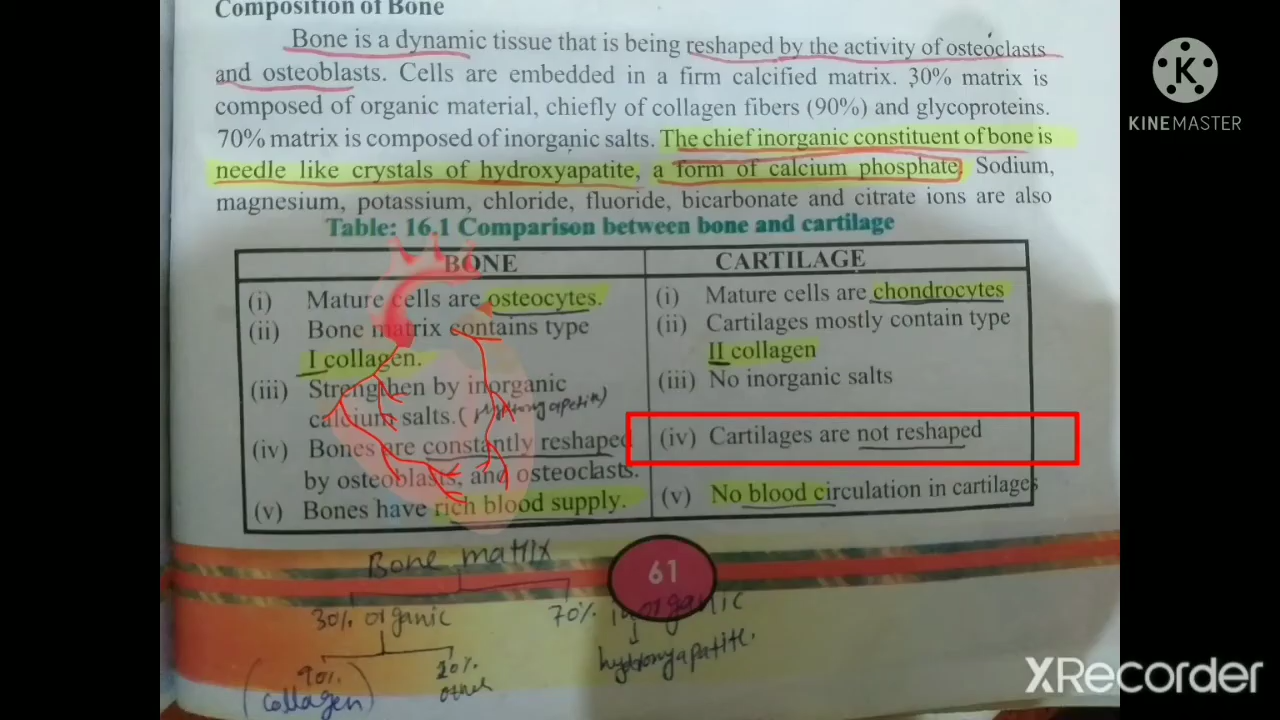 Composition of Bone
Bone is a dynamic tissue that is being reshaped by the activity of osteoclasts
and osteoblasts. Cells are embedded in a firm calcified matrix. 30% matrix is
composed of organic material, chiefly of collagen fibers (90%) and glycoproteins.
70% matrix is composed of inorganic salts. The chief inorganic constituent of bone is
needle like crystals of hydroxyapatite, a form of calcium phosphate. Sodium,
magnesium, potassium, chloride, fluoride, bicarbonate and citrate ions are also
Table: 16.1 Comparison between bone and cartilage
BONE
(i) Mature cells are osteocytes.
(ii) Bone matrix contains type
I collagen.
(iii) Strengthen by inorganic
calcium salts.
(iv) Bones are constantly reshaped
by osteoblasts, and osteoclasts.
(v) Bones have rich blood supply.
CARTILAGE
(i) Mature cells are chondrocytes
(ii) Cartilages mostly contain type
II collagen
(iii) No inorganic salts
(iv) Cartilages are not reshaped
(v) No blood circulation in cartilages
61
Bone matrix
30% organic
70% inorganic
90%
collagen
other
KINEMASTER
XRecorder